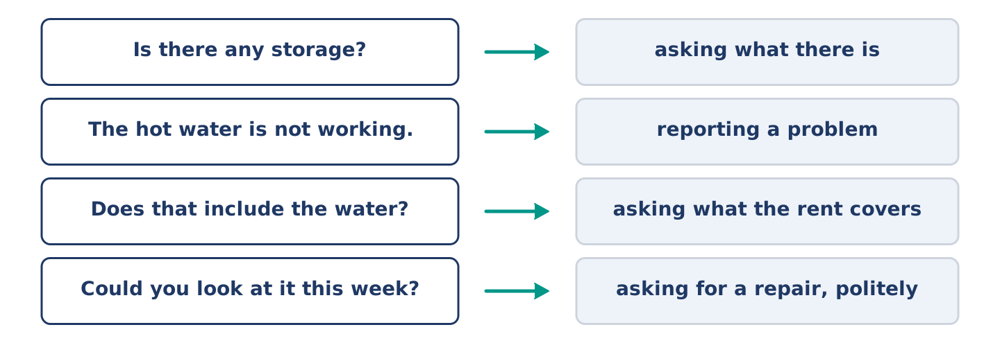 Is there any storage?
asking what there is
The hot water is not working.
reporting a problem
Does that include the water?
asking what the rent covers
Could you look at it this week?
asking for a repair, politely